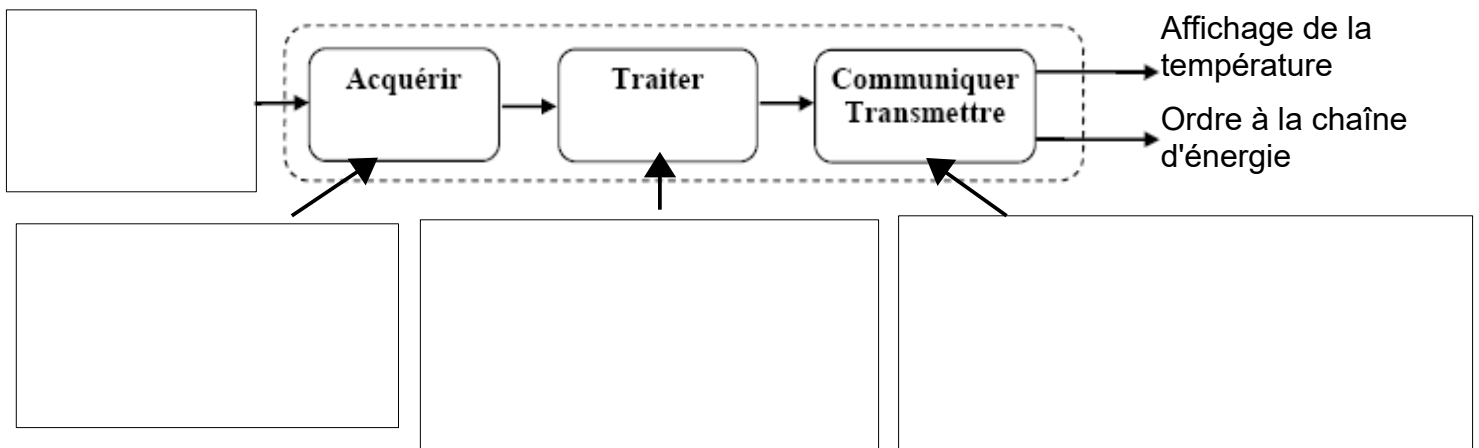 Acquérir
Traiter
Communiquer
Transmettre
Affichage de la
température
Ordre à la chaîne
d'énergie